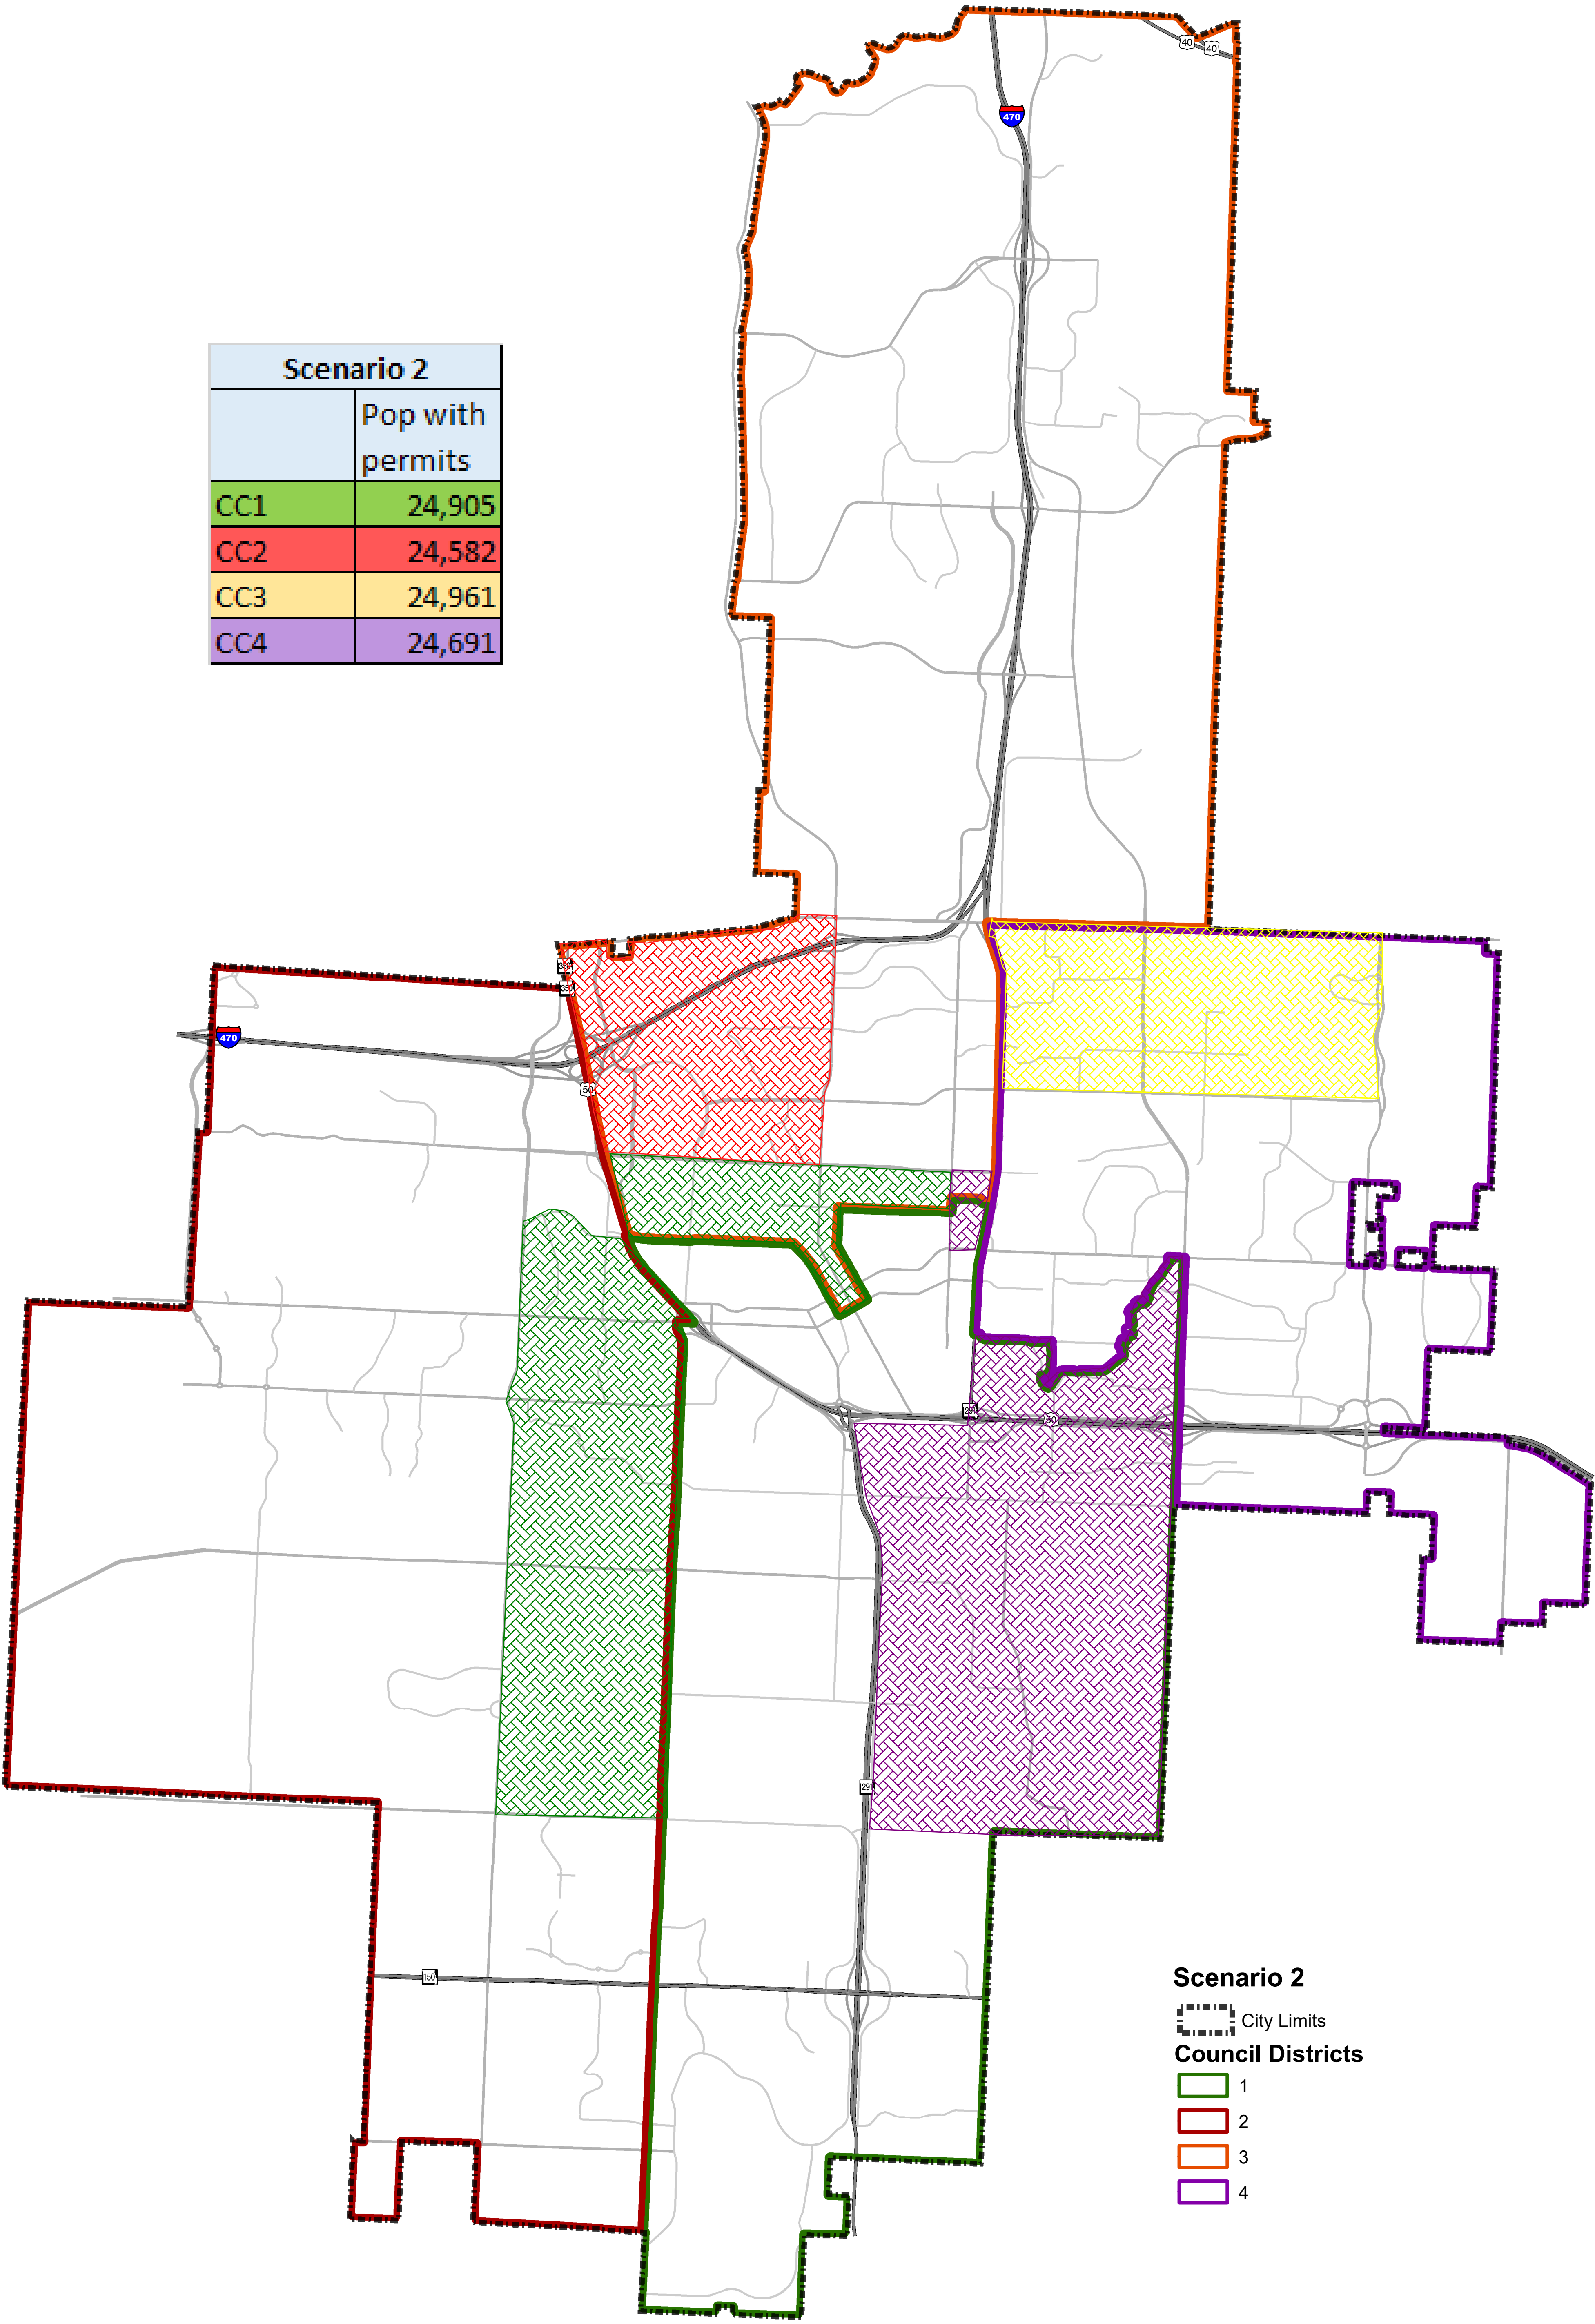 40
40
470
Scenario 2
Pop with
permits
CC1 24,905
CC2 24,582
CC3 24,961
CC4 24,691
350
470
50
291
50
291
150
Scenario 2
City Limits
Council Districts
1
2
3
4